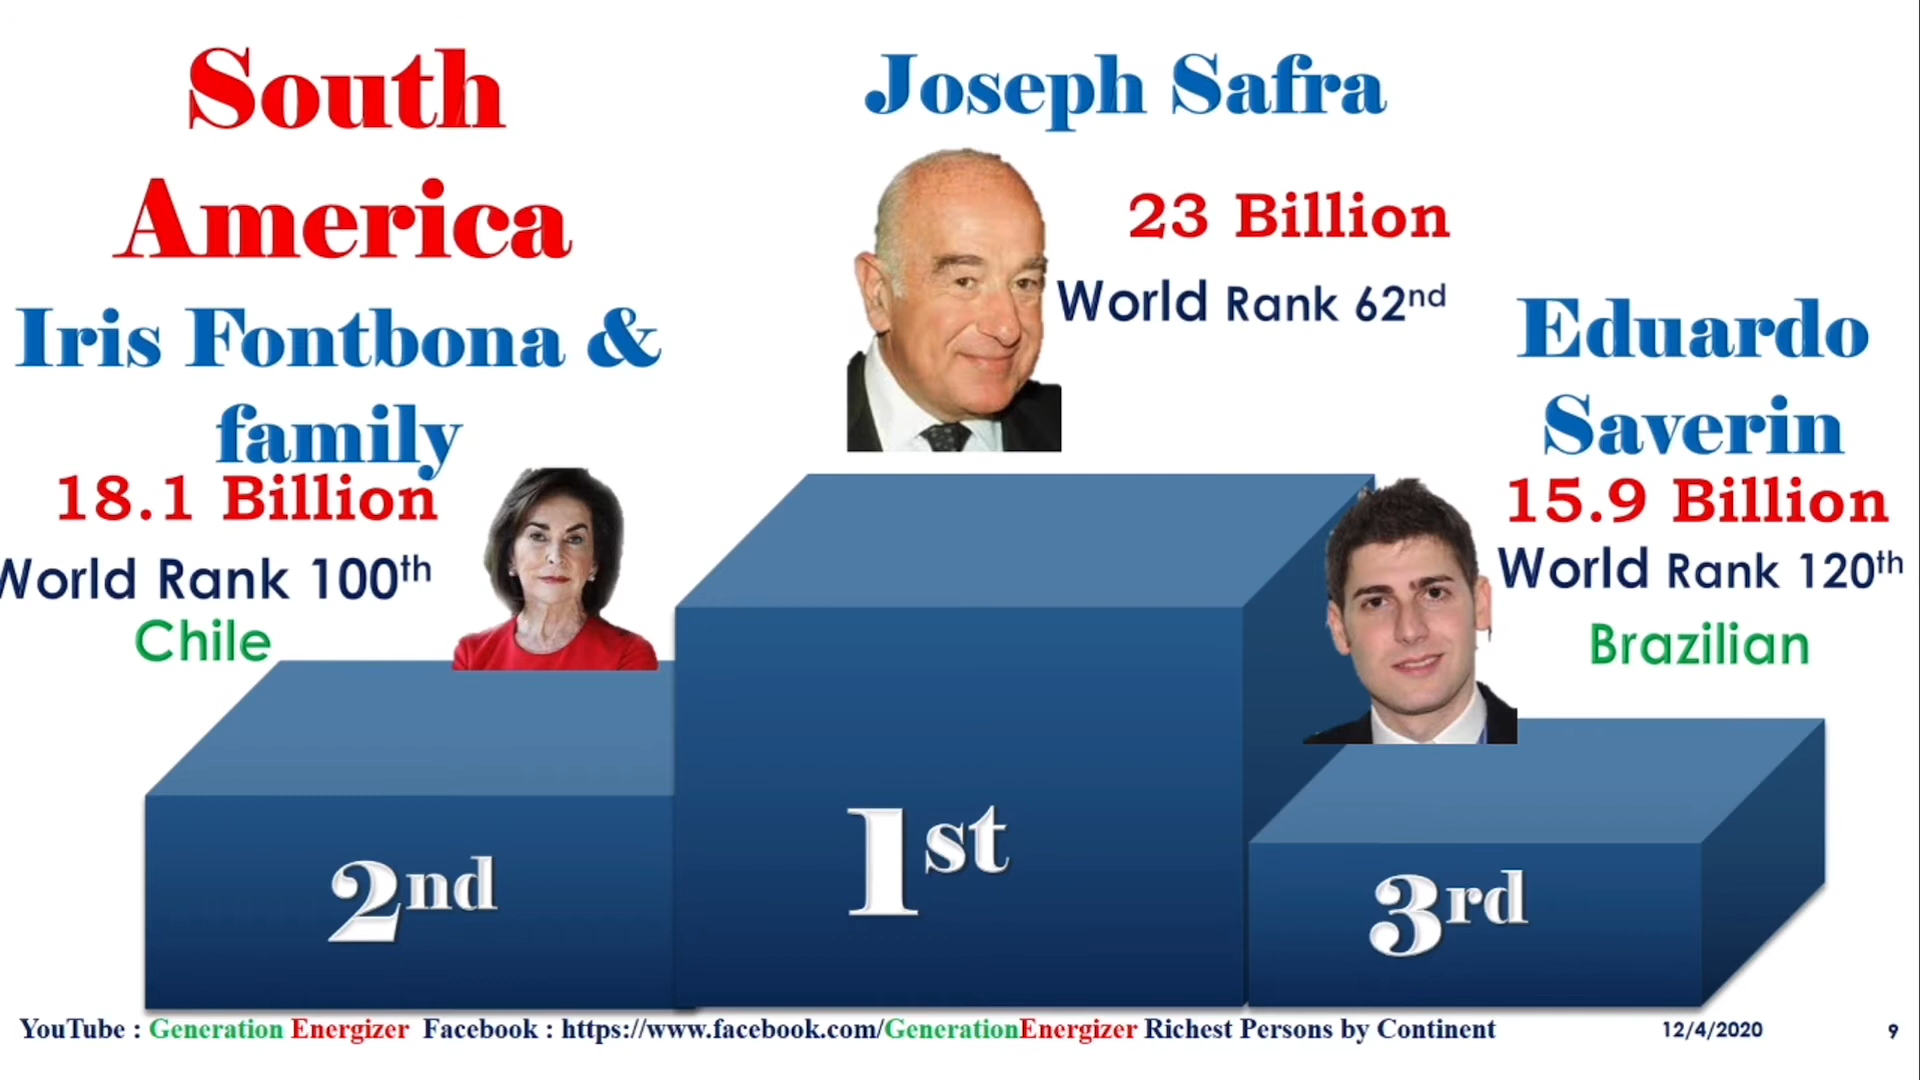 South
America
Joseph Safra
23 Billion
World Rank 62nd
Iris Fontbona &
family
18.1 Billion
World Rank 100th
Chile
Eduardo
Saverin
15.9 Billion
World Rank 120th
Brazilian
2nd
1st
3rd
YouTube : Generation Energizer Facebook : https://www.facebook.com/GenerationEnergizer Richest Persons by Continent 12/4/2020 9